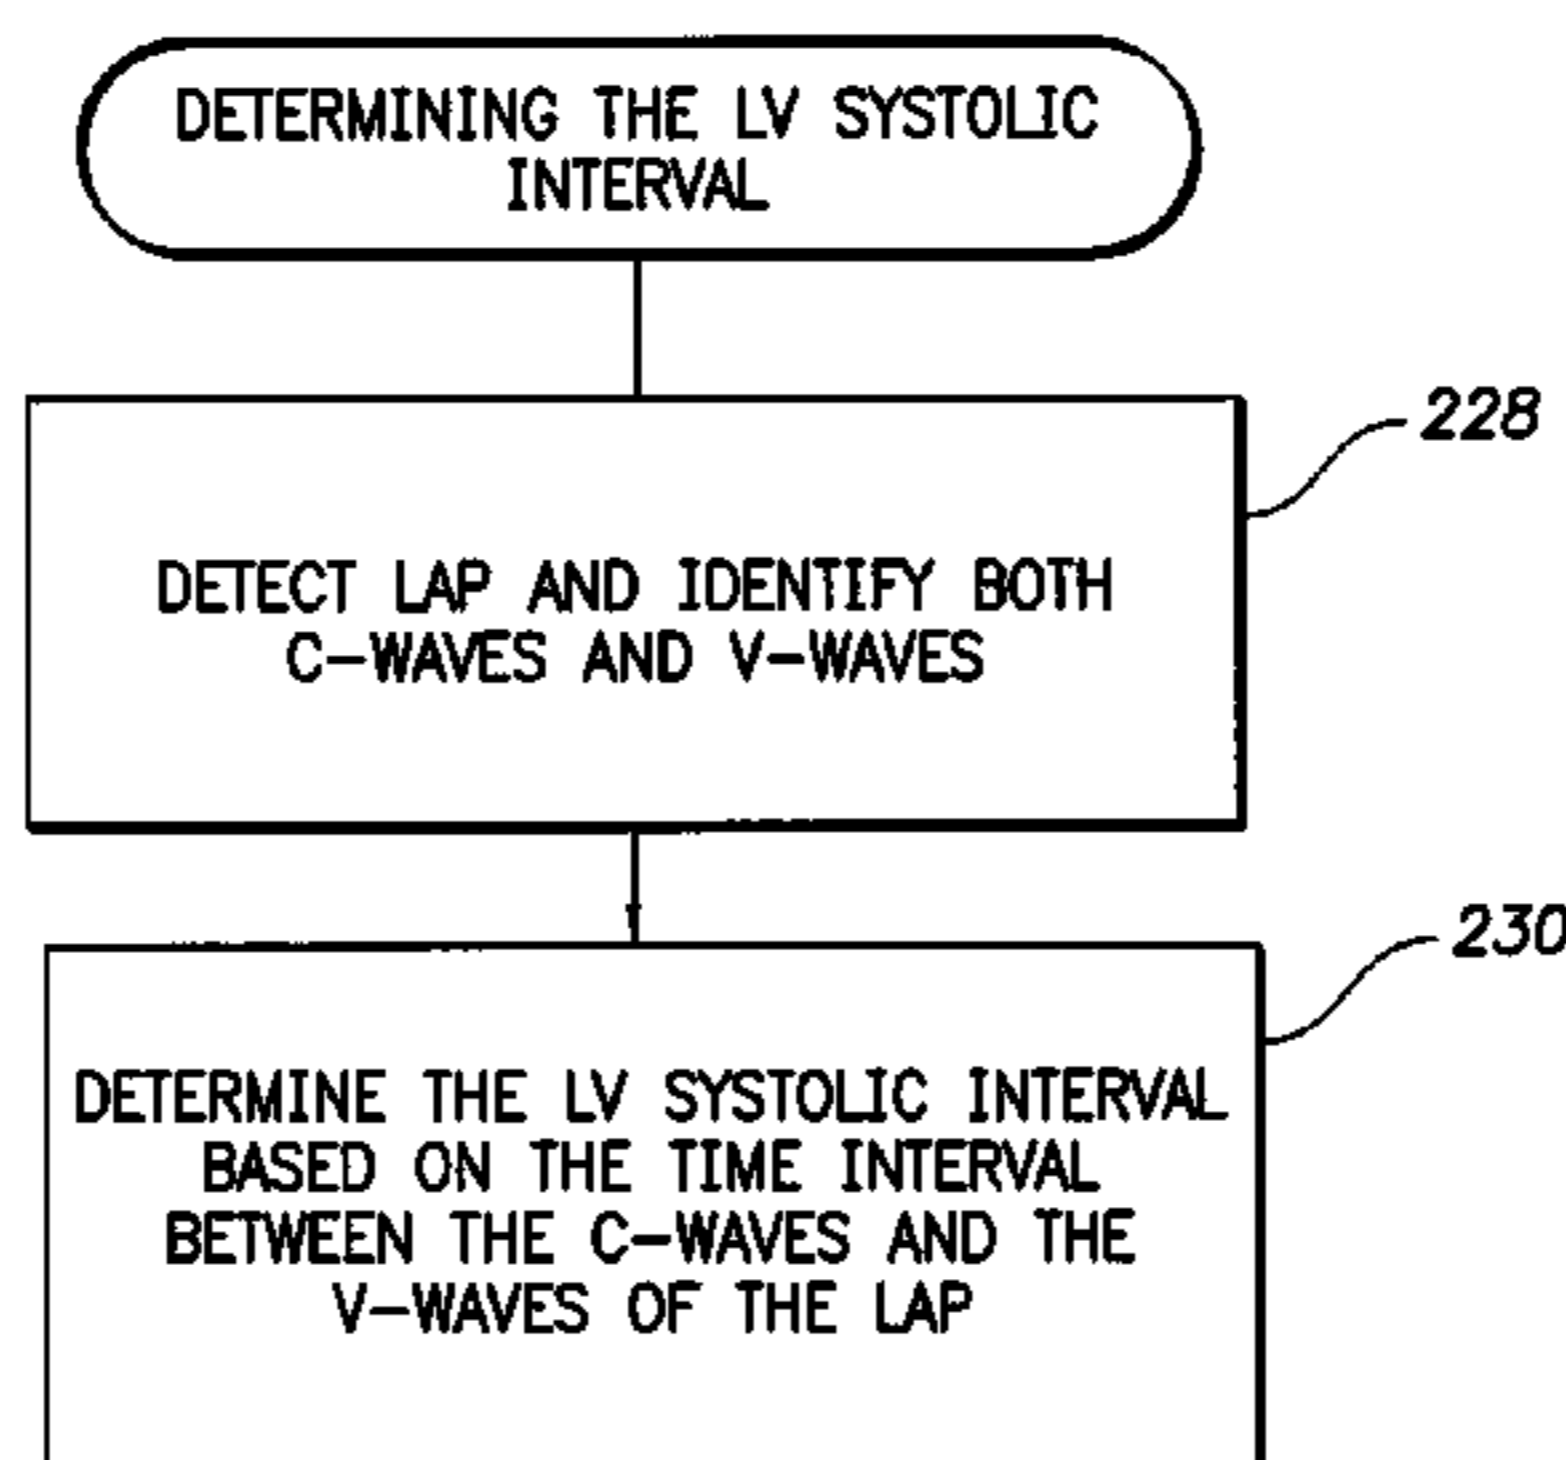 DETERMINING THE LV SYSTOLIC
INTERVAL
228
DETECT LAP AND IDENTIFY BOTH
C-WAVES AND V-WAVES
230
DETERMINE THE LV SYSTOLIC INTERVAL
BASED ON THE TIME INTERVAL
BETWEEN THE C-WAVES AND THE
V-WAVES OF THE LAP